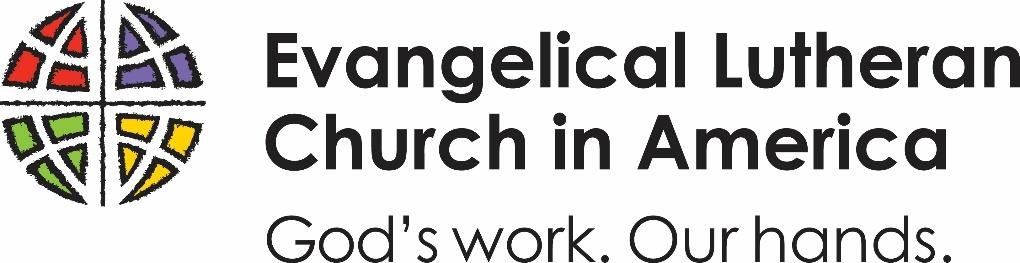 Evangelical Lutheran
Church in America
God's work. Our hands.